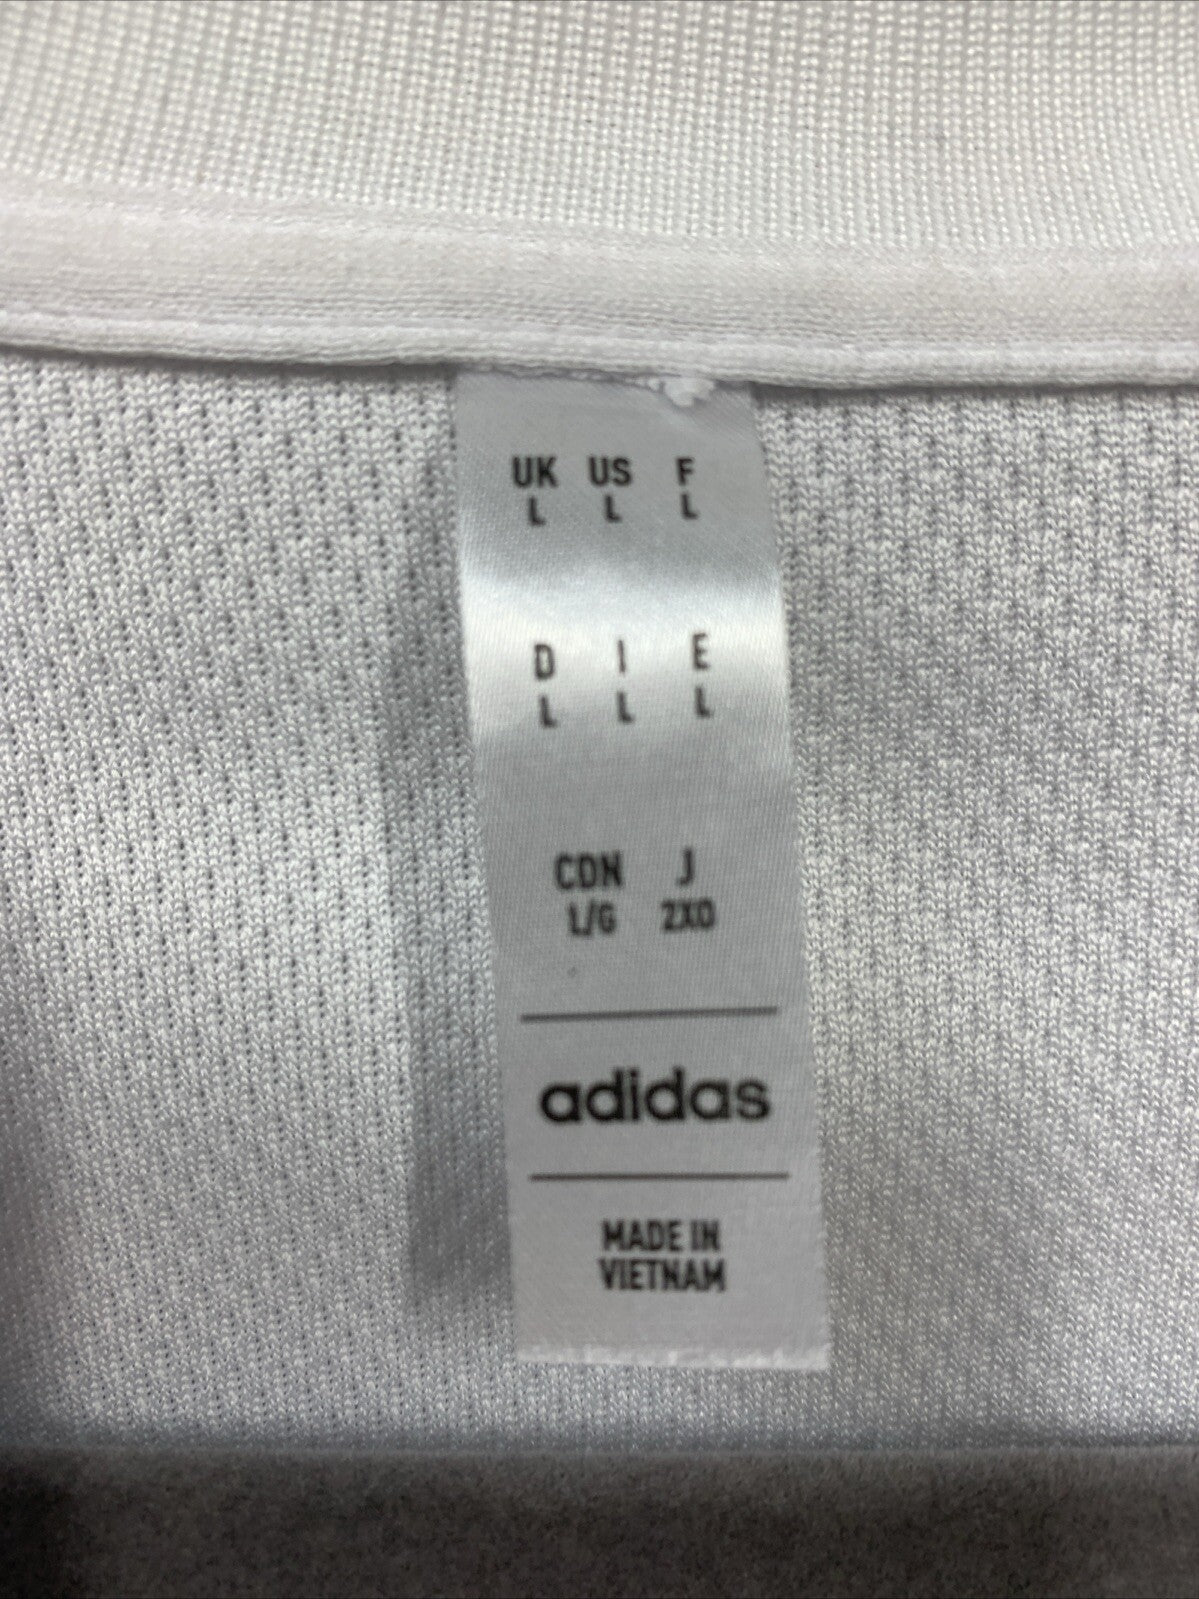 UK US F
L L L
D I E
L L L
CDN J
L/G 2XO
adidas
MADE IN
VIETNAM